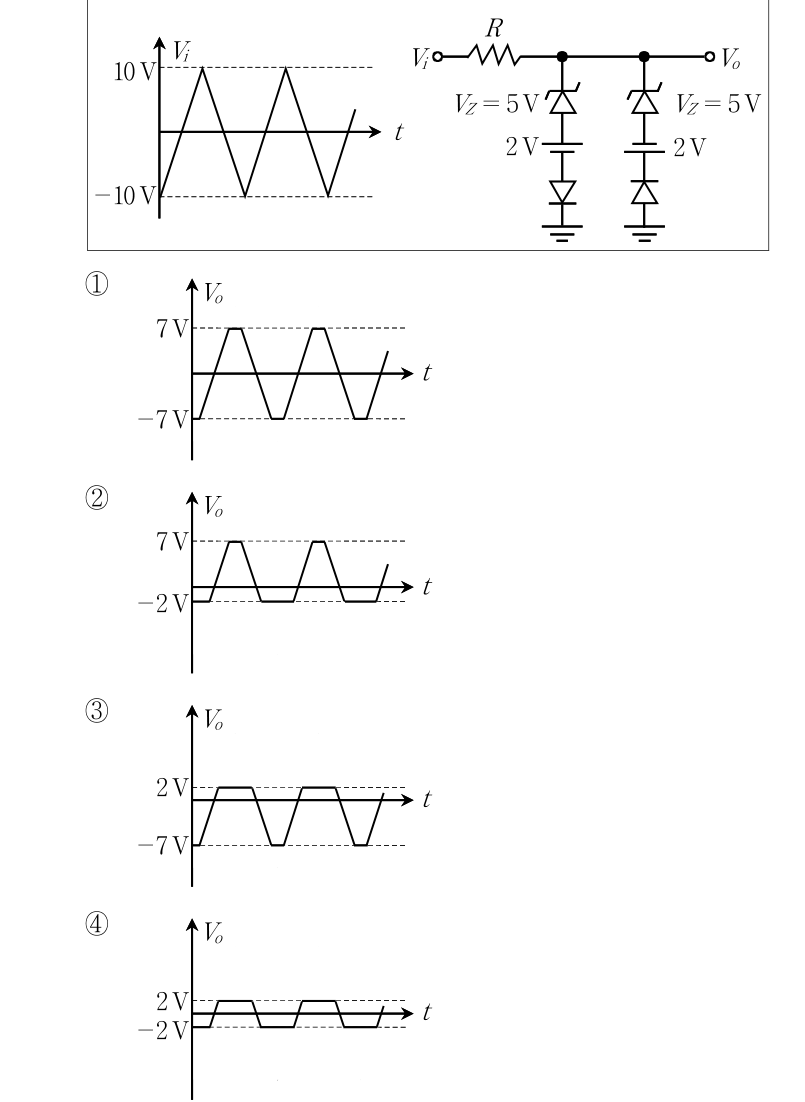 R
V_i
10 V
V_i
V_o
V_Z = 5 V
V_Z = 5 V
t
2 V
2 V
−10 V
①
V_o
7 V
t
−7 V
②
V_o
7 V
t
−2 V
③
V_o
2 V
t
−7 V
④
V_o
2 V
t
−2 V